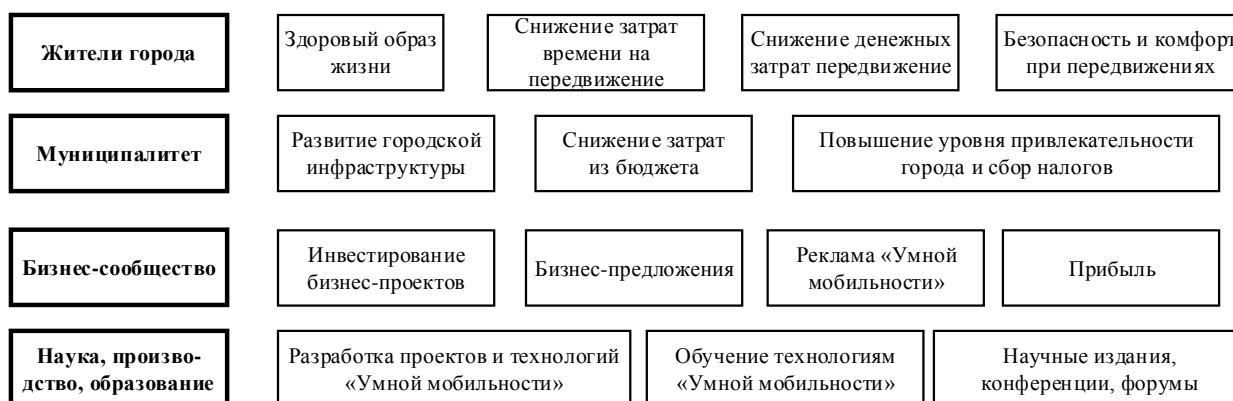 Жители города
Здоровый образ
жизни
Снижение затрат
времени на
передвижение
Снижение денежных
затрат передвижение
Безопасность и комфорт
при передвижениях
Муниципалитет
Развитие городской
инфраструктуры
Снижение затрат
из бюджета
Повышение уровня привлекательности
города и сбор налогов
Бизнес-сообщество
Инвестирование
бизнес-проектов
Бизнес-предложения
Реклама «Умной
мобильности»
Прибыль
Наука, произво-
дство, образование
Разработка проектов и технологий
«Умной мобильности»
Обучение технологиям
«Умной мобильности»
Научные издания,
конференции, форумы